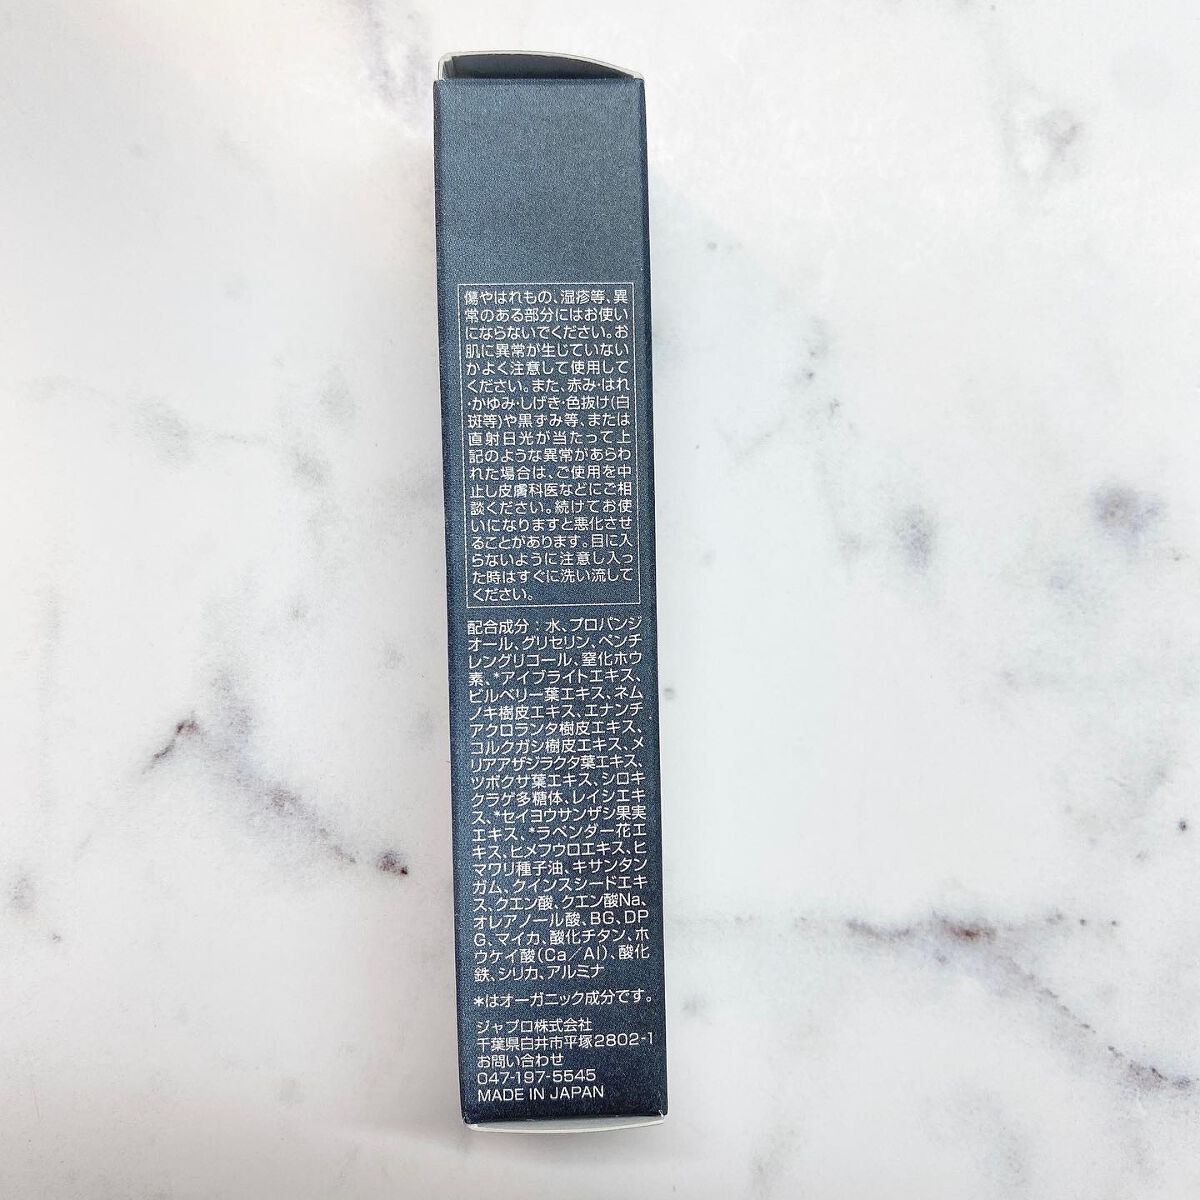 傷やはれもの、湿疹等、異
常のある部分にはお使い
にならないでください。お
肌に異常が生じていない
かよく注意して使用して
ください。また、赤み・はれ
・かゆみ・しげき・色抜け(白
斑等)や黒ずみ等、または
直射日光が当たって上
記のような異常があらわ
れた場合は、ご使用を中
止し皮膚科医などにご相
談ください。続けてお使
いになりますと悪化させ
ることがあります。目に入
らないように注意し入っ
た時はすぐに洗い流して
ください。
配合成分：水、プロパンジ
オール、グリセリン、ペンチ
レングリコール、窒化ホウ
素、*アイブライトエキス、
ビルベリー葉エキス、ネム
ノキ樹皮エキス、エナンチ
アクロランタ樹皮エキス、
コルクガシ樹皮エキス、メ
リアアザジラクタ葉エキス、
ツボクサ葉エキス、シロキ
クラゲ多糖体、レイシエキ
ス、*セイヨウサンザシ果実
エキス、*ラベンダー花エ
キス、ヒメフウロエキス、ヒ
マワリ種子油、キサンタン
ガム、クインスシードエキ
ス、クエン酸、クエン酸Na、
オレアノール酸、BG、DP
G、マイカ、酸化チタン、ホ
ウケイ酸(Ca／Al)、酸化
鉄、シリカ、アルミナ
*はオーガニック成分です。
ジャプロ株式会社
千葉県白井市平塚2802-1
お問い合わせ
047-197-5545
MADE IN JAPAN